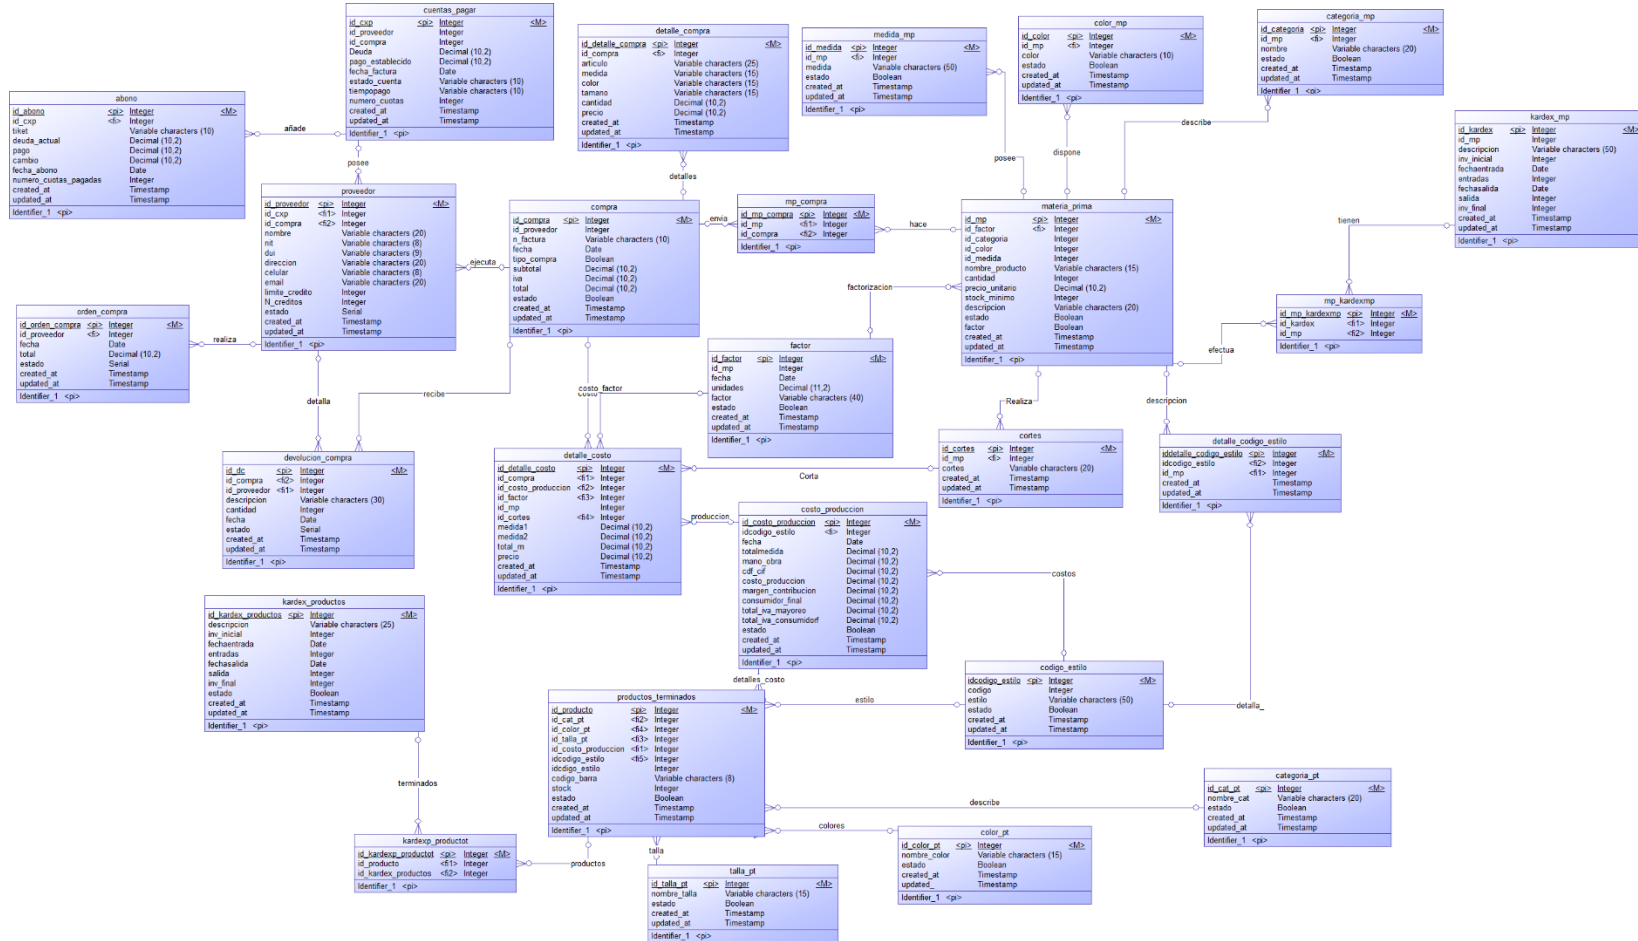 cuentas_pagar
id_cxp <pi> Integer <M>
id_proveedor Integer
id_compra Integer
Deuda Decimal (10,2)
pago_establecido Decimal (10,2)
fecha_factura Date
estado_cuenta Variable characters (10)
tiempopago Variable characters (10)
numero_cuotas Integer
created_at Timestamp
updated_at Timestamp
Identifier_1 <pi>
detalle_compra
id_detalle_compra <pi> Integer <M>
id_compra <fi> Integer
articulo Variable characters (25)
medida Variable characters (15)
color Variable characters (15)
tamano Variable characters (15)
cantidad Decimal (10,2)
precio Decimal (10,2)
created_at Timestamp
updated_at Timestamp
Identifier_1 <pi>
medida_mp
id_medida <pi> Integer <M>
id_mp <fi> Integer
medida Variable characters (50)
estado Boolean
created_at Timestamp
updated_at Timestamp
Identifier_1 <pi>
color_mp
id_color <pi> Integer <M>
id_mp <fi> Integer
color Variable characters (10)
estado Boolean
created_at Timestamp
updated_at Timestamp
Identifier_1 <pi>
categoria_mp
id_categoria <pi> Integer <M>
id_mp <fi> Integer
nombre Variable characters (20)
estado Boolean
created_at Timestamp
updated_at Timestamp
Identifier_1 <pi>
abono
id_abono <pi> Integer <M>
id_cxp <fi> Integer
tiket Variable characters (10)
deuda_actual Decimal (10,2)
pago Decimal (10,2)
cambio Decimal (10,2)
fecha_abono Date
numero_cuotas_pagadas Integer
created_at Timestamp
updated_at Timestamp
Identifier_1 <pi>
añade
posee
detalles
posee
dispone
describe
kardex_mp
id_kardex <pi> Integer <M>
id_mp Integer
descripcion Variable characters (50)
inv_inicial Integer
fechaentrada Date
entradas Integer
fechasalida Date
salida Integer
inv_final Integer
created_at Timestamp
updated_at Timestamp
Identifier_1 <pi>
proveedor
id_proveedor <pi> Integer <M>
id_cxp <fi1> Integer
id_compra <fi2> Integer
nombre Variable characters (20)
nit Variable characters (8)
dui Variable characters (9)
direccion Variable characters (20)
celular Variable characters (8)
email Variable characters (20)
limite_credito Integer
N_creditos Integer
estado Serial
created_at Timestamp
updated_at Timestamp
Identifier_1 <pi>
ejecuta
compra
id_compra <pi> Integer <M>
id_proveedor Integer
n_factura Variable characters (10)
fecha Date
tipo_compra Boolean
subtotal Decimal (10,2)
iva Decimal (10,2)
total Decimal (10,2)
estado Boolean
created_at Timestamp
updated_at Timestamp
Identifier_1 <pi>
envia
mp_compra
id_mp_compra <pi> Integer <M>
id_mp <fi1> Integer
id_compra <fi2> Integer
Identifier_1 <pi>
hace
materia_prima
id_mp <pi> Integer <M>
id_factor <fi> Integer
id_categoria Integer
id_color Integer
id_medida Integer
nombre_producto Variable characters (15)
cantidad Integer
precio_unitario Decimal (10,2)
stock_minimo Integer
descripcion Variable characters (20)
estado Boolean
factor Boolean
created_at Timestamp
updated_at Timestamp
Identifier_1 <pi>
tienen
factorizacion
efectua
mp_kardexmp
id_mp_kardexmp <pi> Integer <M>
id_kardex <fi1> Integer
id_mp <fi2> Integer
Identifier_1 <pi>
orden_compra
id_orden_compra <pi> Integer <M>
id_proveedor <fi> Integer
fecha Date
total Decimal (10,2)
estado Serial
created_at Timestamp
updated_at Timestamp
Identifier_1 <pi>
realiza
detalla
recibe
costo_factor
costo
factor
id_factor <pi> Integer <M>
id_mp Integer
fecha Date
unidades Decimal (11,2)
factor Variable characters (40)
estado Boolean
created_at Timestamp
updated_at Timestamp
Identifier_1 <pi>
Realiza
descripcion
cortes
id_cortes <pi> Integer <M>
id_mp <fi> Integer
cortes Variable characters (20)
created_at Timestamp
updated_at Timestamp
Identifier_1 <pi>
detalle_codigo_estilo
iddetalle_codigo_estilo <pi> Integer <M>
idcodigo_estilo <fi2> Integer
id_mp <fi1> Integer
created_at Timestamp
updated_at Timestamp
Identifier_1 <pi>
devolucion_compra
id_dc <pi> Integer <M>
id_compra <fi2> Integer
id_proveedor <fi1> Integer
descripcion Variable characters (30)
cantidad Integer
fecha Date
estado Serial
created_at Timestamp
updated_at Timestamp
Identifier_1 <pi>
detalle_costo
id_detalle_costo <pi> Integer <M>
id_compra <fi1> Integer
id_costo_produccion <fi2> Integer
id_factor <fi3> Integer
id_mp Integer
id_cortes <fi4> Integer
medida1 Decimal (10,2)
medida2 Decimal (10,2)
total_m Decimal (10,2)
precio Decimal (10,2)
created_at Timestamp
updated_at Timestamp
Identifier_1 <pi>
Corta
produccion
costo_produccion
id_costo_produccion <pi> Integer <M>
idcodigo_estilo <fi> Integer
fecha Date
totalmedida Decimal (10,2)
mano_obra Decimal (10,2)
cdf_cif Decimal (10,2)
costo_produccion Decimal (10,2)
margen_contribucion Decimal (10,2)
consumidor_final Decimal (10,2)
total_iva_mayoreo Decimal (10,2)
total_iva_consumidorf Decimal (10,2)
estado Boolean
created_at Timestamp
updated_at Timestamp
Identifier_1 <pi>
costos
kardex_productos
id_kardex_productos <pi> Integer <M>
descripcion Variable characters (25)
inv_inicial Integer
fechaentrada Date
entradas Integer
fechasalida Date
salida Integer
inv_final Integer
estado Boolean
created_at Timestamp
updated_at Timestamp
Identifier_1 <pi>
detalles_costo
productos_terminados
id_producto <pi> Integer <M>
id_cat_pt <fi2> Integer
id_color_pt <fi4> Integer
id_talla_pt <fi3> Integer
id_costo_produccion <fi1> Integer
idcodigo_estilo <fi5> Integer
idcdigo_estilo Integer
codigo_barra Variable characters (8)
stock Integer
estado Boolean
created_at Timestamp
updated_at Timestamp
Identifier_1 <pi>
estilo
codigo_estilo
idcodigo_estilo <pi> Integer <M>
codigo Integer
estilo Variable characters (50)
estado Boolean
created_at Timestamp
updated_at Timestamp
Identifier_1 <pi>
detalla_
terminados
describe
categoria_pt
id_cat_pt <pi> Integer <M>
nombre_cat Variable characters (20)
estado Boolean
created_at Timestamp
updated_at Timestamp
Identifier_1 <pi>
colores
color_pt
id_color_pt <pi> Integer <M>
nombre_color Variable characters (15)
estado Boolean
created_at Timestamp
updated_ Timestamp
Identifier_1 <pi>
kardexp_productot
id_kardexp_productot <pi> Integer <M>
id_producto <fi1> Integer
id_kardex_productos <fi2> Integer
Identifier_1 <pi>
productos
talla
talla_pt
id_talla_pt <pi> Integer <M>
nombre_talla Variable characters (15)
estado Boolean
created_at Timestamp
updated_at Timestamp
Identifier_1 <pi>